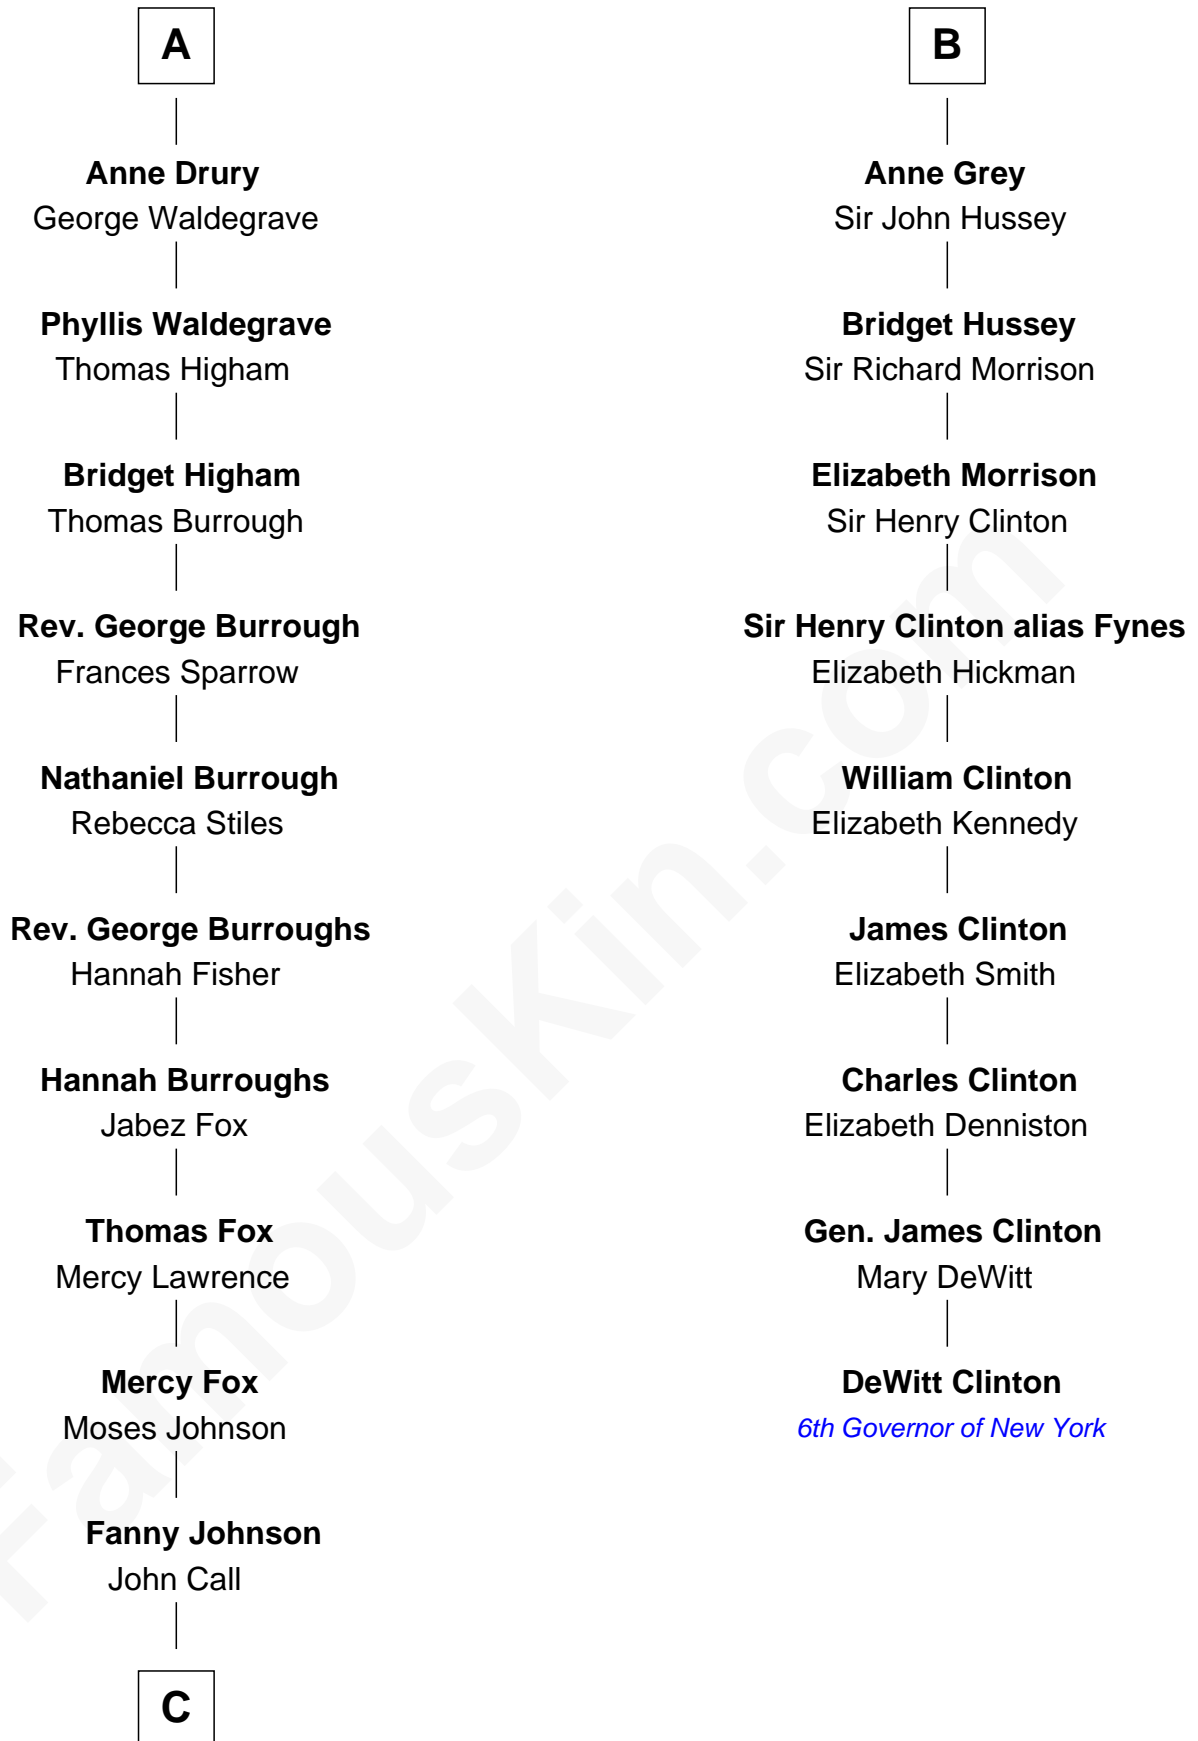 A
Anne Drury
George Waldegrave
Phyllis Waldegrave
Thomas Higham
Bridget Higham
Thomas Burrough
Rev. George Burrough
Frances Sparrow
Nathaniel Burrough
Rebecca Stiles
Rev. George Burroughs
Hannah Fisher
Hannah Burroughs
Jabez Fox
Thomas Fox
Mercy Lawrence
Mercy Fox
Moses Johnson
Fanny Johnson
John Call
C
B
Anne Grey
Sir John Hussey
Bridget Hussey
Sir Richard Morrison
Elizabeth Morrison
Sir Henry Clinton
Sir Henry Clinton alias Fynes
Elizabeth Hickman
William Clinton
Elizabeth Kennedy
James Clinton
Elizabeth Smith
Charles Clinton
Elizabeth Denniston
Gen. James Clinton
Mary DeWitt
DeWitt Clinton
6th Governor of New York
FamousKin.com